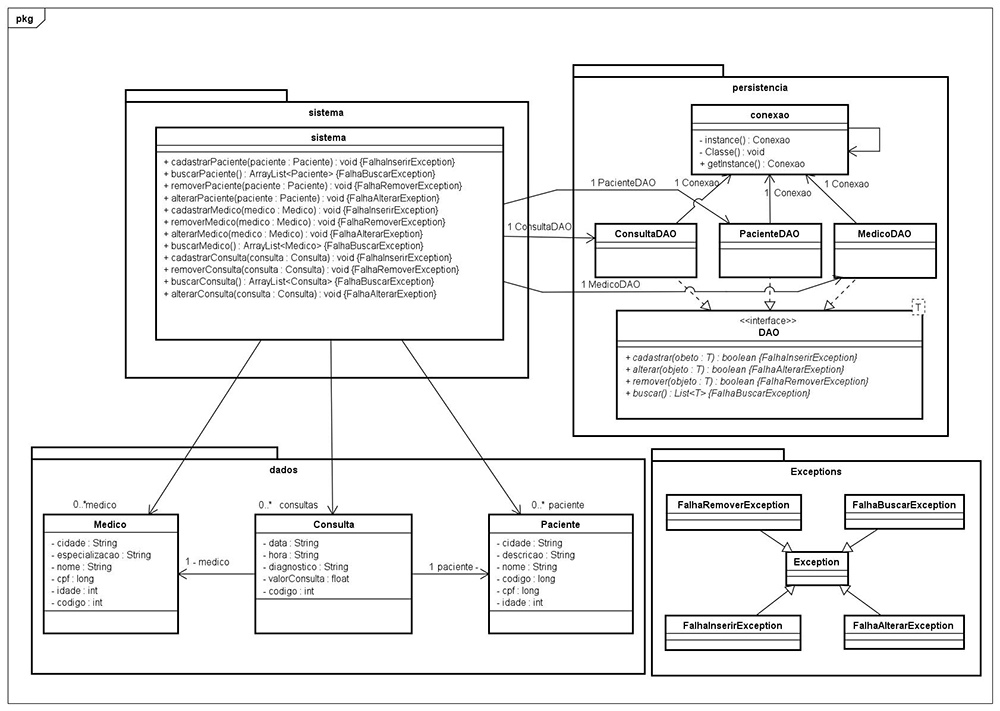 pkg
sistema
sistema
+ cadastrarPaciente(paciente : Paciente) : void {FalhaInserirException}
+ buscarPaciente() : ArrayList<Paciente> {FalhaBuscarException}
+ removerPaciente(paciente : Paciente) : void {FalhaRemoverException}
+ alterarPaciente(paciente : Paciente) : void {FalhaAlterarExeption}
+ cadastrarMedico(medico : Medico) : void {FalhaInserirException}
+ removerMedico(medico : Medico) : void {FalhaRemoverException}
+ alterarMedico(medico : Medico) : void {FalhaAlterarExeption}
+ buscarMedico() : ArrayList<Medico> {FalhaBuscarException}
+ cadastrarConsulta(consulta : Consulta) : void {FalhaInserirException}
+ removerConsulta(consulta : Consulta) : void {FalhaRemoverException}
+ buscarConsulta() : ArrayList<Consulta> {FalhaBuscarException}
+ alterarConsulta(consulta : Consulta) : void {FalhaAlterarExeption}
persistencia
conexao
- instance() : Conexao
- Classe() : void
+ getInstance() : Conexao
1 PacienteDAO
1 Conexao
1 Conexao
1 Conexao
1 ConsultaDAO
1 MedicoDAO
ConsultaDAO
PacienteDAO
MedicoDAO
T
<<interface>>
DAO
+ cadastrar(obeto : T) : boolean {FalhaInserirException}
+ alterar(objeto : T) : boolean {FalhaAlterarExeption}
+ remover(objeto : T) : boolean {FalhaRemoverException}
+ buscar() : List<T> {FalhaBuscarException}
dados
0..*medico
0..* consultas
0..* paciente
Medico
- cidade : String
- especializacao : String
- nome : String
- cpf : long
- idade : int
- codigo : int
1 - medico
Consulta
- data : String
- hora : String
- diagnostico : String
- valorConsulta : float
- codigo : int
1 paciente -
Paciente
- cidade : String
- descricao : String
- nome : String
- codigo : long
- cpf : long
- idade : int
Exceptions
FalhaRemoverException
FalhaBuscarException
Exception
FalhaInserirException
FalhaAlterarException